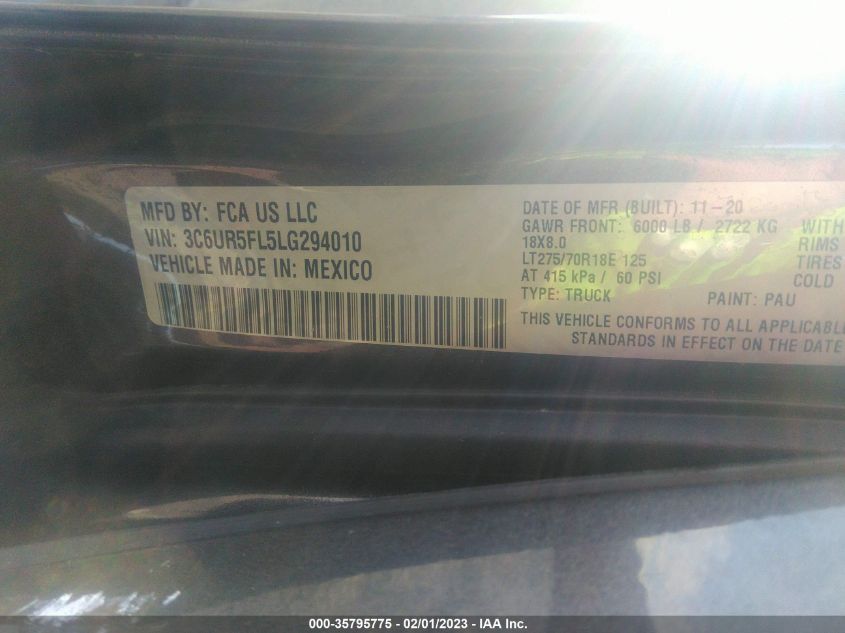 MFD BY: FCA US LLC
VIN: 3C6UR5FL5LG294010
VEHICLE MADE IN: MEXICO
DATE OF MFR (BUILT): 11-20
GAWR FRONT: 6000 LB / 2722 KG WITH
18X8.0 RIMS
LT275/70R18E 125 TIRES
AT 415 kPa / 60 PSI COLD
TYPE: TRUCK PAINT: PAU
THIS VEHICLE CONFORMS TO ALL APPLICABLE
STANDARDS IN EFFECT ON THE DATE
000-35795775 - 02/01/2023 - IAA Inc.